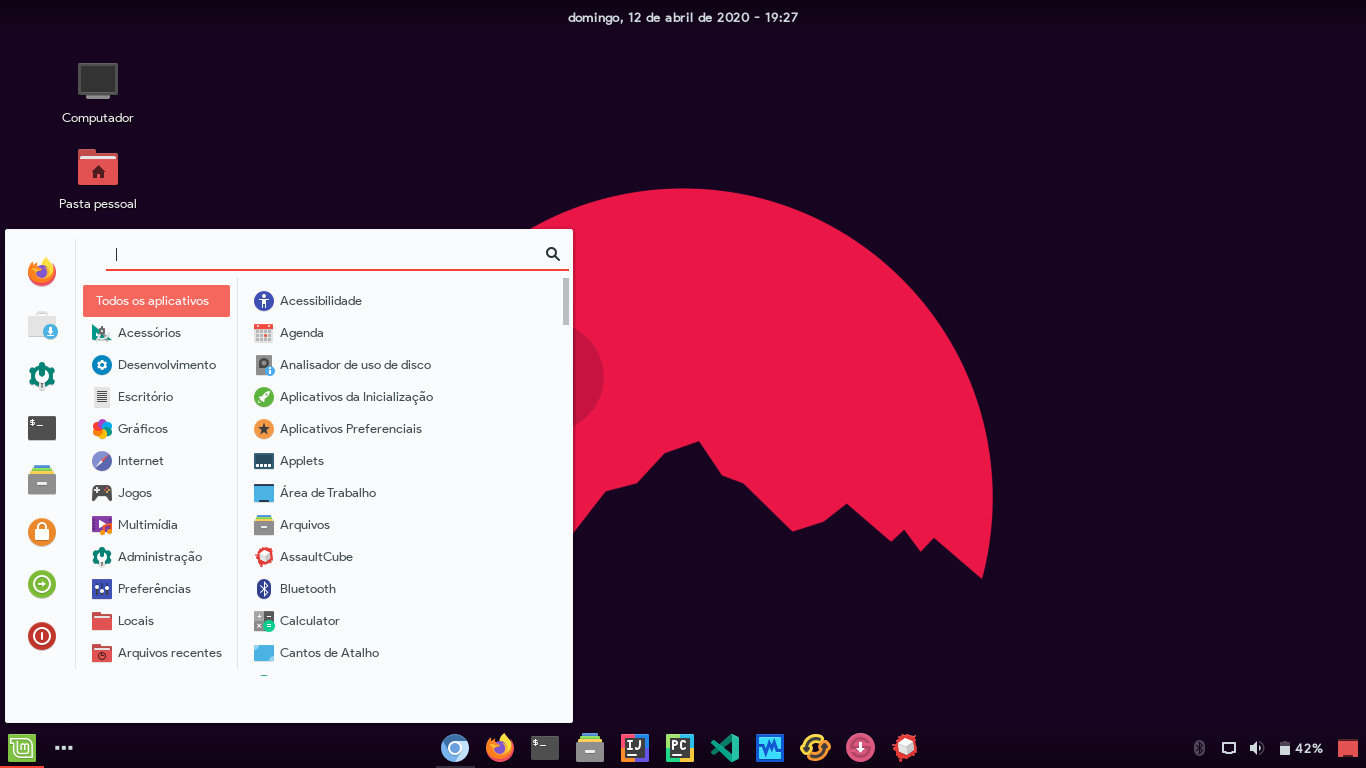 domingo, 12 de abril de 2020 - 19:27
Computador
Pasta pessoal
Todos os aplicativos
Acessórios
Desenvolvimento
Escritório
Gráficos
Internet
Jogos
Multimídia
Administração
Preferências
Locais
Arquivos recentes
Acessibilidade
Agenda
Analisador de uso de disco
Aplicativos da Inicialização
Aplicativos Preferenciais
Applets
Área de Trabalho
Arquivos
AssaultCube
Bluetooth
Calculator
Cantos de Atalho
$_
$_
IJ
PC
42%